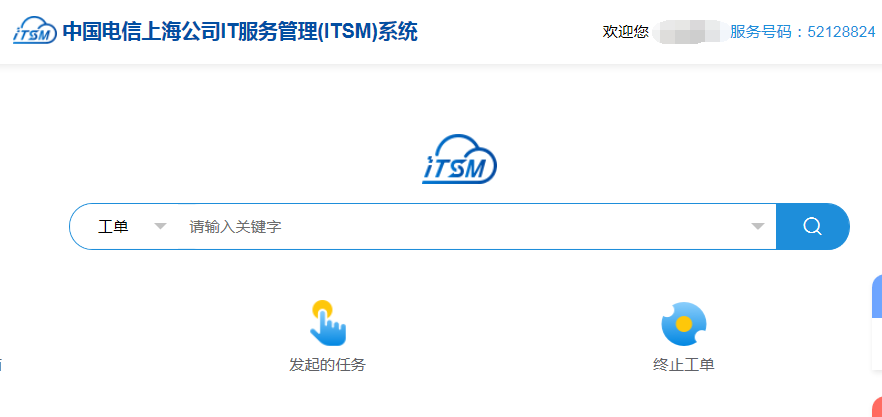 iTSM 中国电信上海公司IT服务管理(ITSM)系统 欢迎您 服务号码：52128824
iTSM
工单 请输入关键字
发起的任务 终止工单